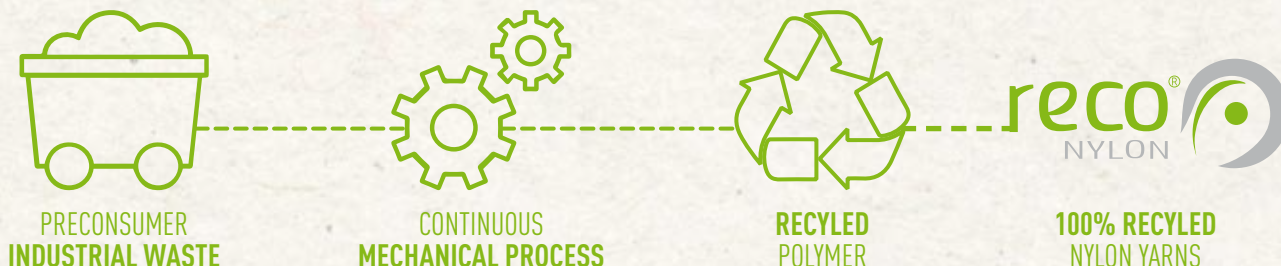 reco®
NYLON
PRECONSUMER
INDUSTRIAL WASTE
CONTINUOUS
MECHANICAL PROCESS
RECYLED
POLYMER
100% RECYLED
NYLON YARNS